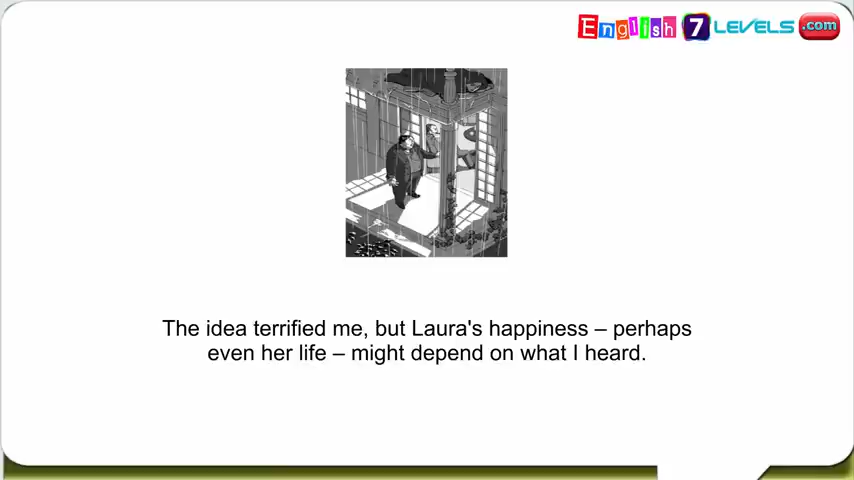 English 7 LEVELS .com
The idea terrified me, but Laura's happiness – perhaps
even her life – might depend on what I heard.